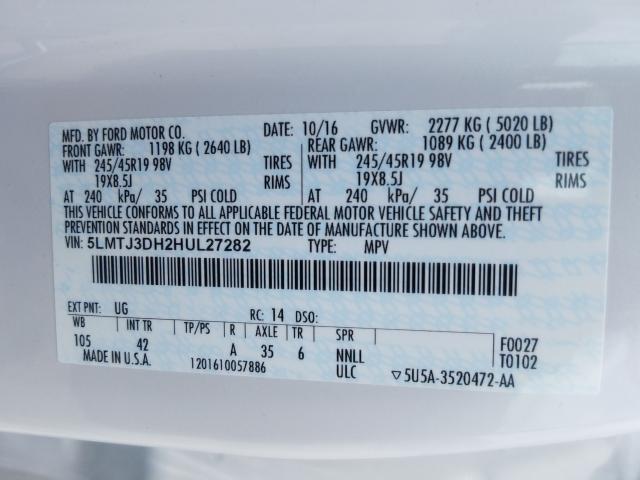 MFD. BY FORD MOTOR CO. DATE: 10/16 GVWR: 2277 KG ( 5020 LB)
FRONT GAWR: 1198 KG ( 2640 LB) REAR GAWR: 1089 KG ( 2400 LB)
WITH 245/45R19 98V TIRES WITH 245/45R19 98V TIRES
19X8.5J RIMS 19X8.5J RIMS
AT 240 kPa/ 35 PSI COLD AT 240 kPa/ 35 PSI COLD
THIS VEHICLE CONFORMS TO ALL APPLICABLE FEDERAL MOTOR VEHICLE SAFETY AND THEFT
PREVENTION STANDARDS IN EFFECT ON THE DATE OF MANUFACTURE SHOWN ABOVE.
VIN: 5LMTJ3DH2HUL27282 TYPE: MPV
EXT PNT: UG RC: 14 DSO:
WB INT TR TP/PS R AXLE TR SPR F0027
105 42 A 35 6 NNLL T0102
MADE IN U.S.A. 1201610057886 ULC ▽5U5A-3520472-AA